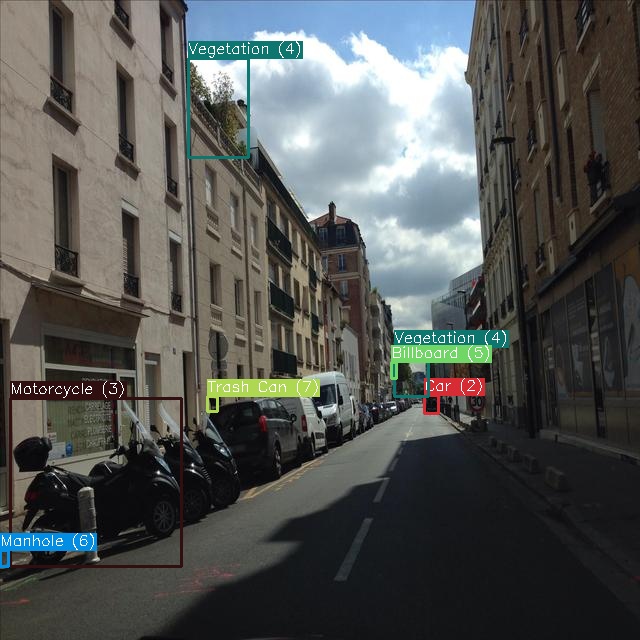 Vegetation (4)
Vegetation (4)
Billboard (5)
Motorcycle (3)
Trash Can (7)
Car (2)
Manhole (6)